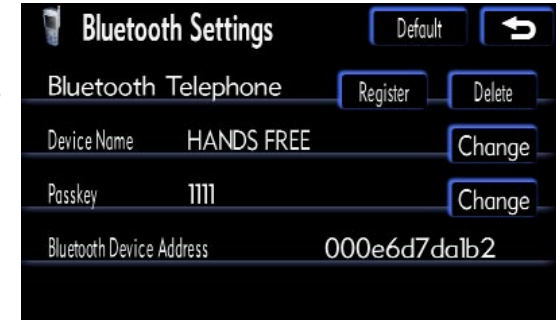 Bluetooth Settings Default
Bluetooth Telephone Register Delete
Device Name HANDS FREE Change
Passkey 1111 Change
Bluetooth Device Address 000e6d7da1b2